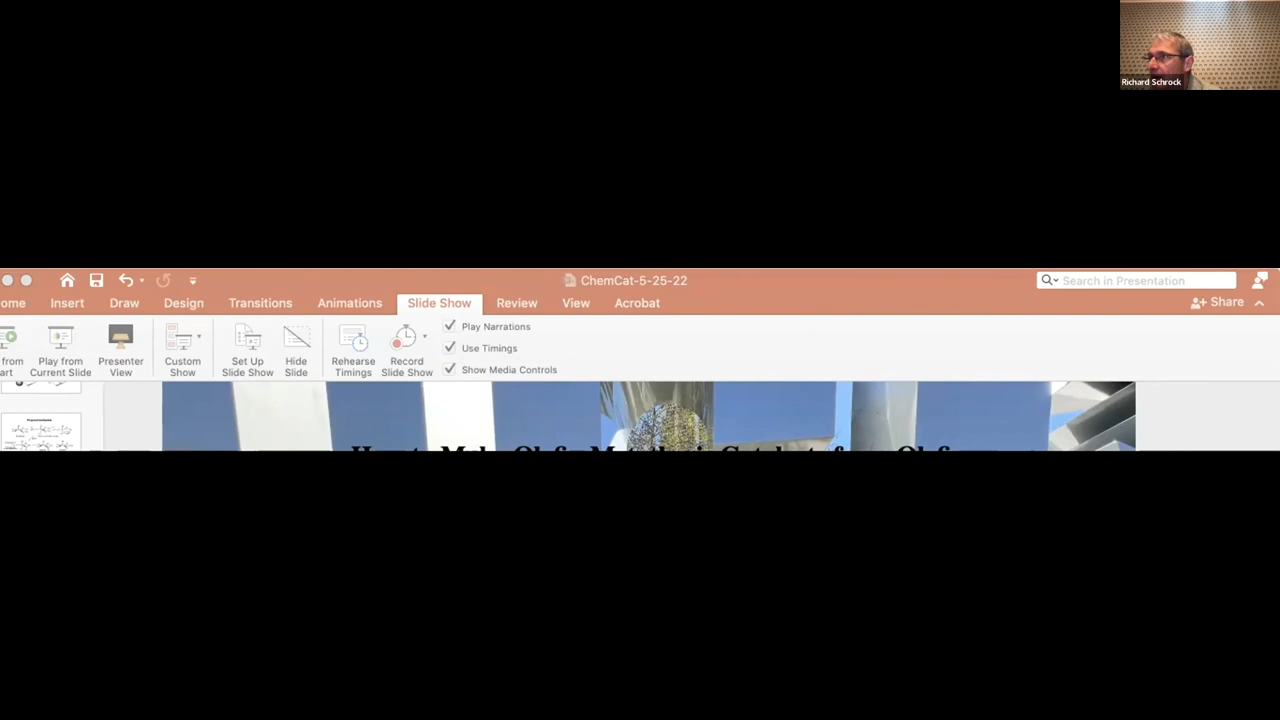 Richard Schrock
ChemCat-5-25-22
Search in Presentation
ome Insert Draw Design Transitions Animations Slide Show Review View Acrobat
Share
from
art
Play from
Current Slide
Presenter
View
Custom
Show
Set Up
Slide Show
Hide
Slide
Rehearse
Timings
Record
Slide Show
Play Narrations
Use Timings
Show Media Controls